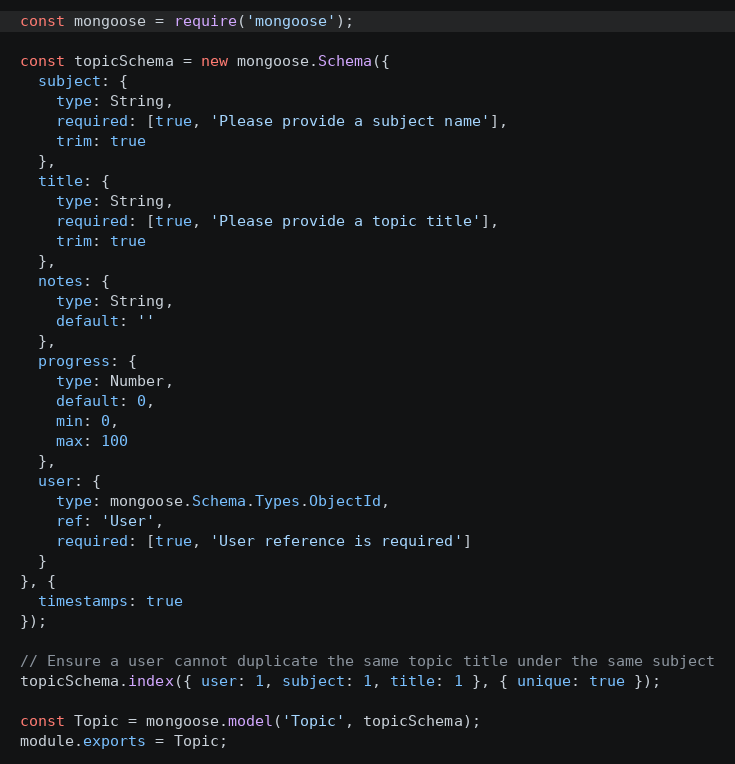 const mongoose = require('mongoose');

const topicSchema = new mongoose.Schema({
  subject: {
    type: String,
    required: [true, 'Please provide a subject name'],
    trim: true
  },
  title: {
    type: String,
    required: [true, 'Please provide a topic title'],
    trim: true
  },
  notes: {
    type: String,
    default: ''
  },
  progress: {
    type: Number,
    default: 0,
    min: 0,
    max: 100
  },
  user: {
    type: mongoose.Schema.Types.ObjectId,
    ref: 'User',
    required: [true, 'User reference is required']
  }
}, {
  timestamps: true
});

// Ensure a user cannot duplicate the same topic title under the same subject
topicSchema.index({ user: 1, subject: 1, title: 1 }, { unique: true });

const Topic = mongoose.model('Topic', topicSchema);
module.exports = Topic;